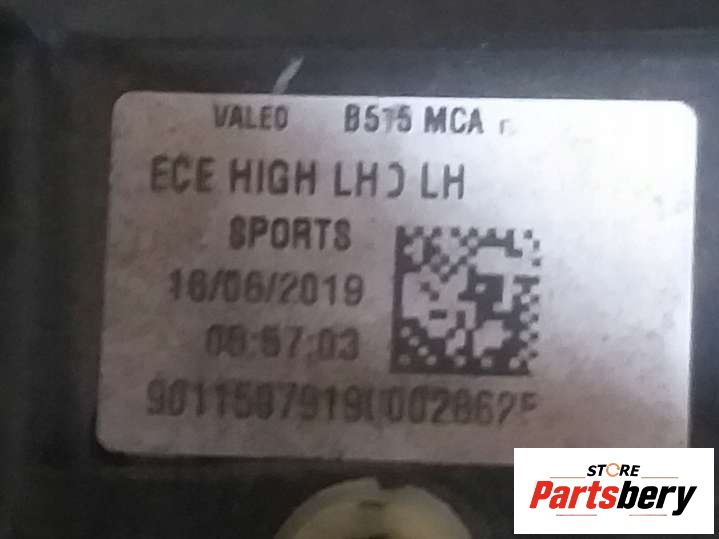 VALEO B515 MCA
ECE HIGH LHD LH
SPORTS
16/06/2019
STORE
Partsbery